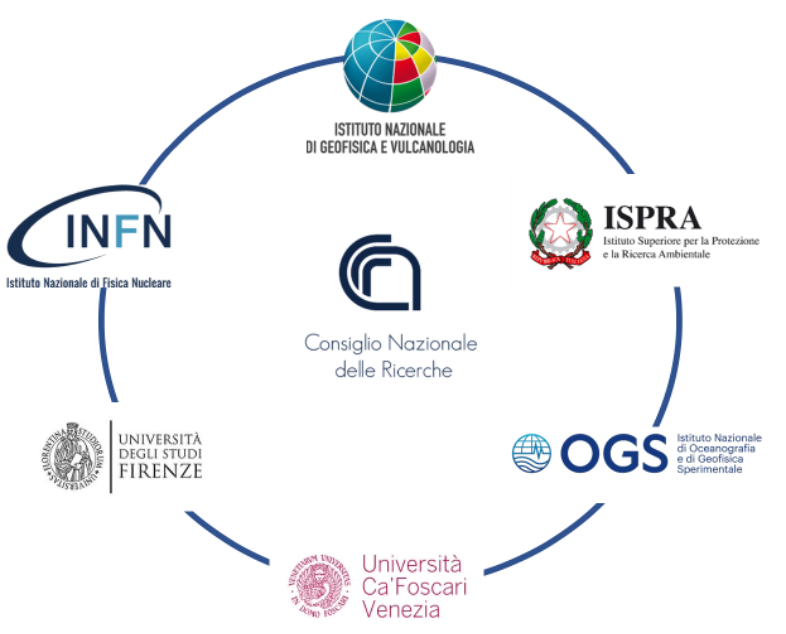 ISTITUTO NAZIONALE
DI GEOFISICA E VULCANOLOGIA
INFN
Istituto Nazionale di Fisica Nucleare
ISPRA
Istituto Superiore per la Protezione
e la Ricerca Ambientale
Consiglio Nazionale
delle Ricerche
UNIVERSITÀ
DEGLI STUDI
FIRENZE
OGS
Istituto Nazionale
di Oceanografia
e di Geofisica
Sperimentale
Università
Ca'Foscari
Venezia